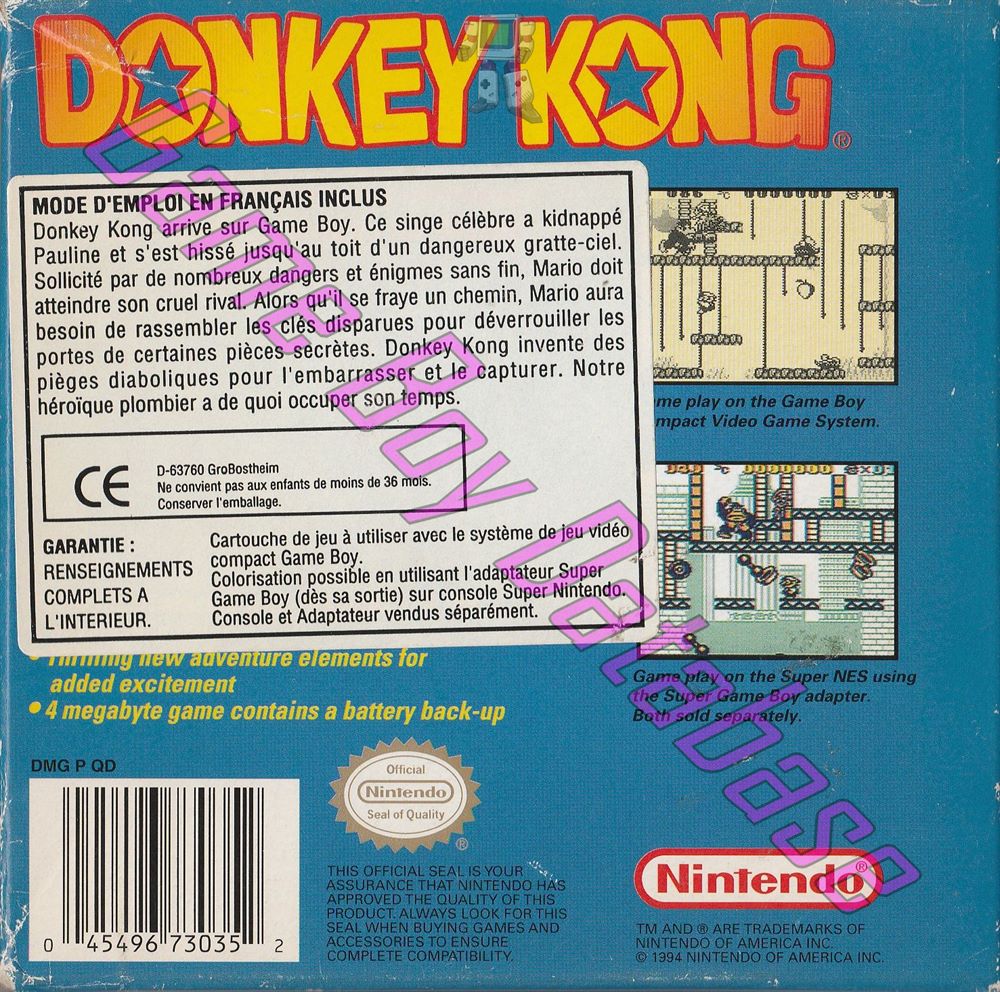 DONKEY KONG®
MODE D'EMPLOI EN FRANÇAIS INCLUS
Donkey Kong arrive sur Game Boy. Ce singe célèbre a kidnappé
Pauline et s'est hissé jusqu'au toit d'un dangereux gratte-ciel.
Sollicité par de nombreux dangers et énigmes sans fin, Mario doit
atteindre son cruel rival. Alors qu'il se fraye un chemin, Mario aura
besoin de rassembler les clés disparues pour déverrouiller les
portes de certaines pièces secrètes. Donkey Kong invente des
pièges diaboliques pour l'embarrasser et le capturer. Notre
héroïque plombier a de quoi occuper son temps.
CE
D-63760 GroBostheim
Ne convient pas aux enfants de moins de 36 mois.
Conserver l'emballage.
GARANTIE :
RENSEIGNEMENTS
COMPLETS A
L'INTERIEUR.
Cartouche de jeu à utiliser avec le système de jeu vidéo
compact Game Boy.
Colorisation possible en utilisant l'adaptateur Super
Game Boy (dès sa sortie) sur console Super Nintendo.
Console et Adaptateur vendus séparément.
me play on the Game Boy
mpact Video Game System.
Game play on the Super NES using
the Super Game Boy adapter.
Both sold separately.
• Thrilling new adventure elements for
added excitement
• 4 megabyte game contains a battery back-up
DMG P QD
0 45496 73035 2
Official
Nintendo
Seal of Quality
®
THIS OFFICIAL SEAL IS YOUR
ASSURANCE THAT NINTENDO HAS
APPROVED THE QUALITY OF THIS
PRODUCT. ALWAYS LOOK FOR THIS
SEAL WHEN BUYING GAMES AND
ACCESSORIES TO ENSURE
COMPLETE COMPATIBILITY.
Nintendo®
TM AND ® ARE TRADEMARKS OF
NINTENDO OF AMERICA INC.
© 1994 NINTENDO OF AMERICA INC.
Game Boy Database